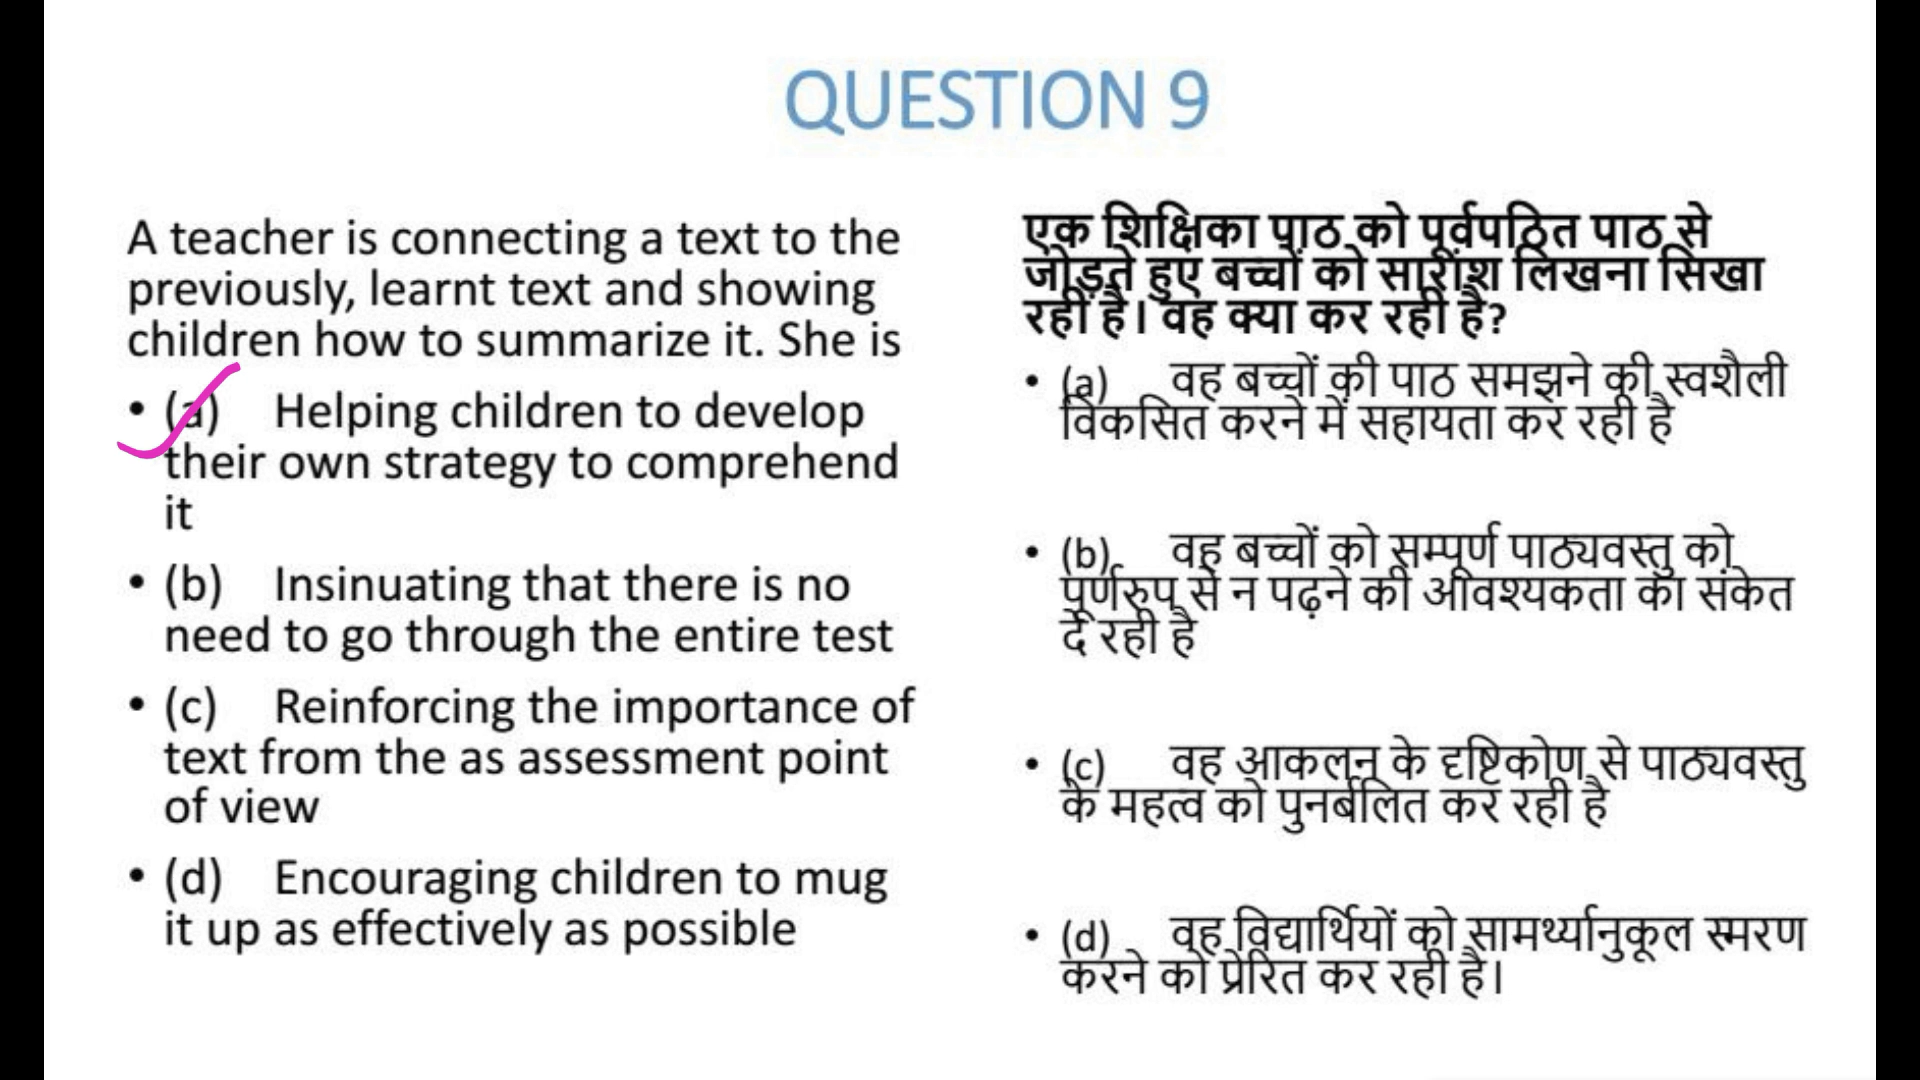 QUESTION 9
A teacher is connecting a text to the
previously, learnt text and showing
children how to summarize it. She is
• (a) Helping children to develop
their own strategy to comprehend
it
• (b) Insinuating that there is no
need to go through the entire test
• (c) Reinforcing the importance of
text from the as assessment point
of view
• (d) Encouraging children to mug
it up as effectively as possible
एक शिक्षिका पाठ को पूर्वपठित पाठ से
जोड़ते हुए बच्चों को सारांश लिखना सिखा
रही है। वह क्या कर रही है?
• (a) वह बच्चों की पाठ समझने की स्वशैली
विकसित करने में सहायता कर रही है
• (b) वह बच्चों को सम्पूर्ण पाठ्यवस्तु को
पूर्णरुप से न पढ़ने की आवश्यकता का संकेत
दे रही है
• (c) वह आकलन के दृष्टिकोण से पाठ्यवस्तु
के महत्व को पुनर्बलित कर रही है
• (d) वह विद्यार्थियों को सामर्थ्यानुकूल स्मरण
करने को प्रेरित कर रही है।